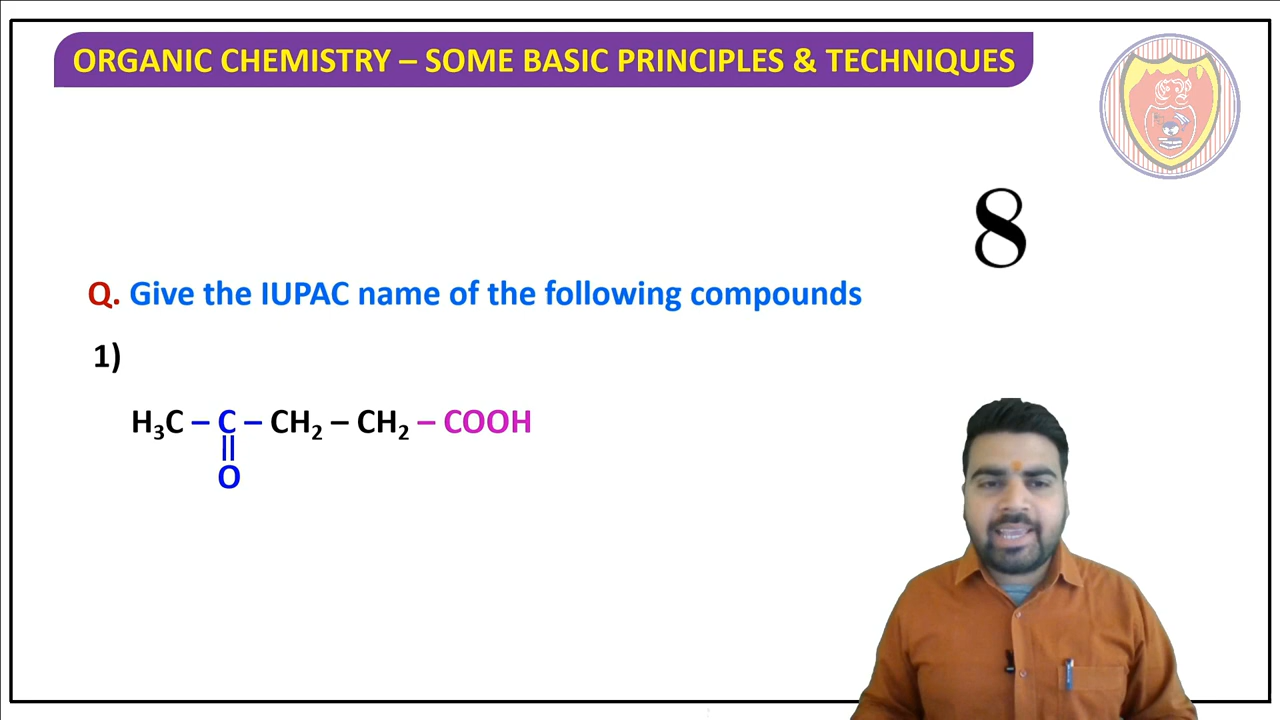 ORGANIC CHEMISTRY – SOME BASIC PRINCIPLES & TECHNIQUES
8
Q. Give the IUPAC name of the following compounds
1)
H₃C – C – CH₂ – CH₂ – COOH
||
O